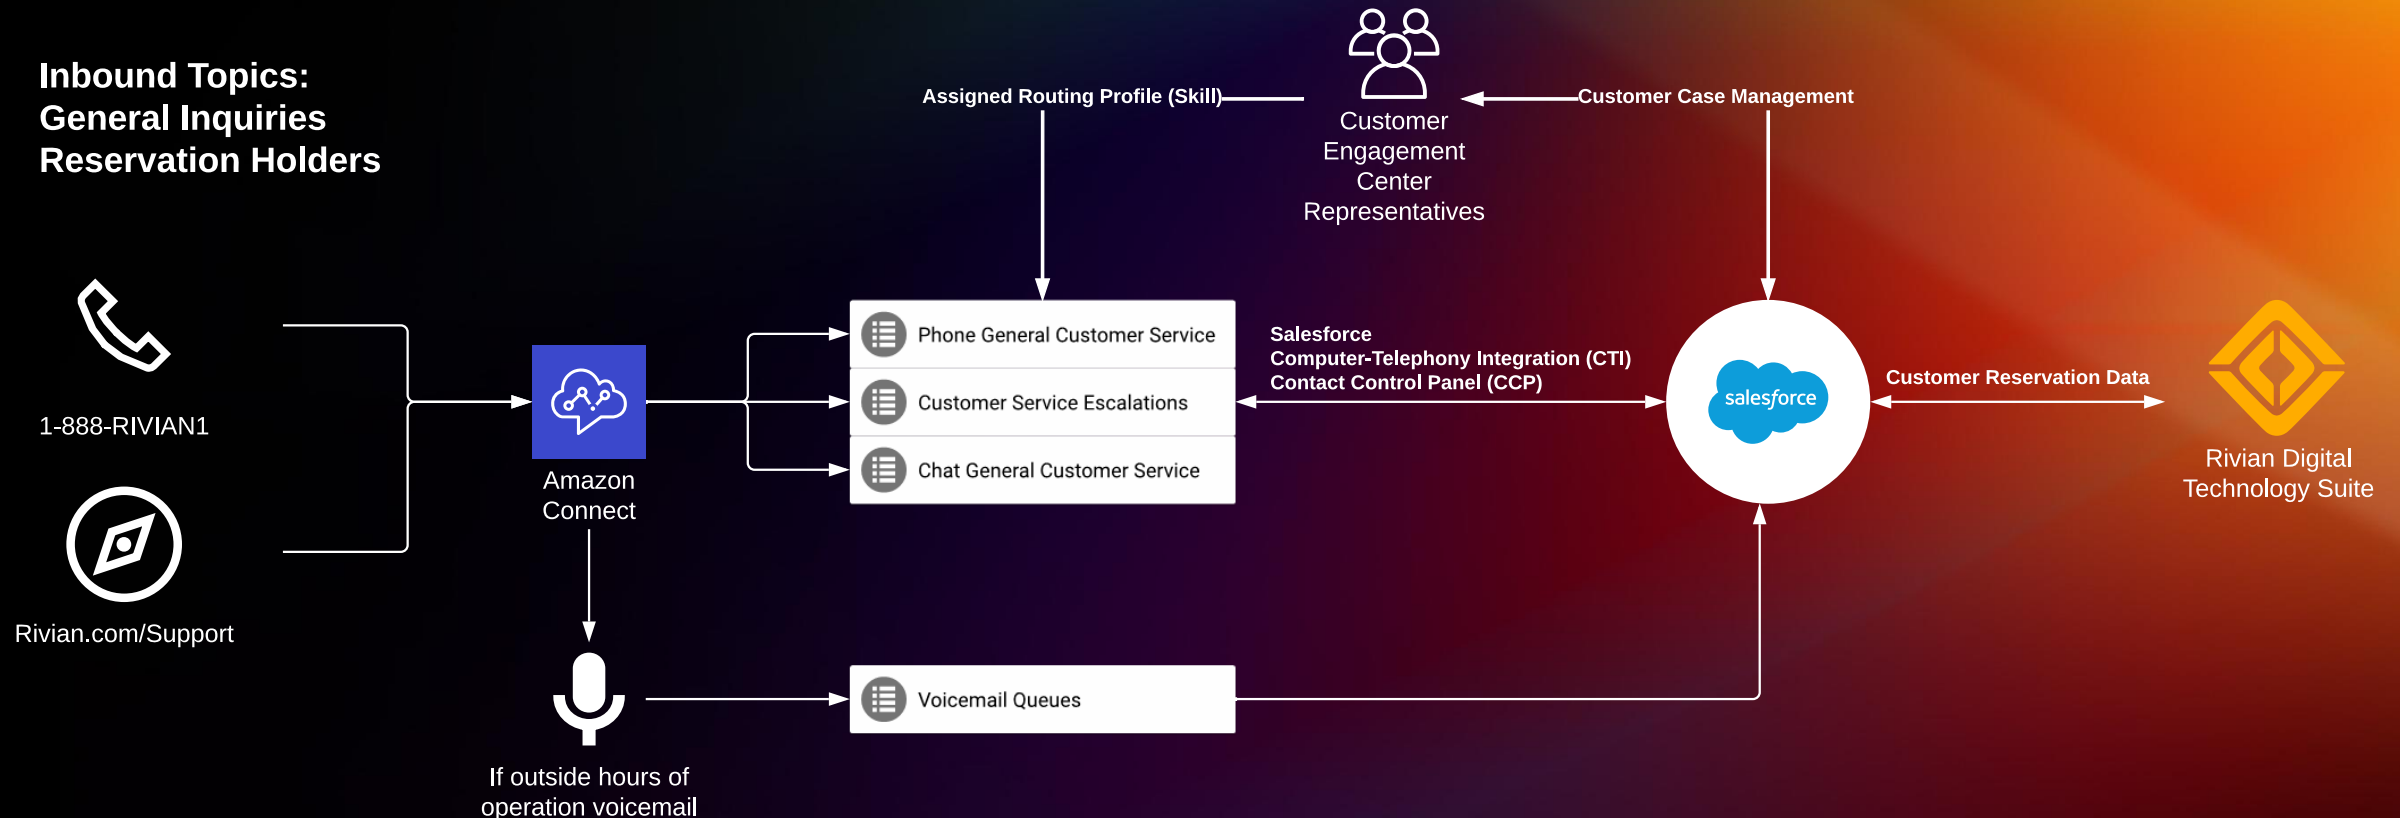 Inbound Topics:
General Inquiries
Reservation Holders
1-888-RIVIAN1
Rivian.com/Support
Amazon
Connect
If outside hours of
operation voicemail
Assigned Routing Profile (Skill)
Customer
Engagement
Center
Representatives
Customer Case Management
Phone General Customer Service
Customer Service Escalations
Chat General Customer Service
Voicemail Queues
Salesforce
Computer-Telephony Integration (CTI)
Contact Control Panel (CCP)
salesforce
Customer Reservation Data
Rivian Digital
Technology Suite